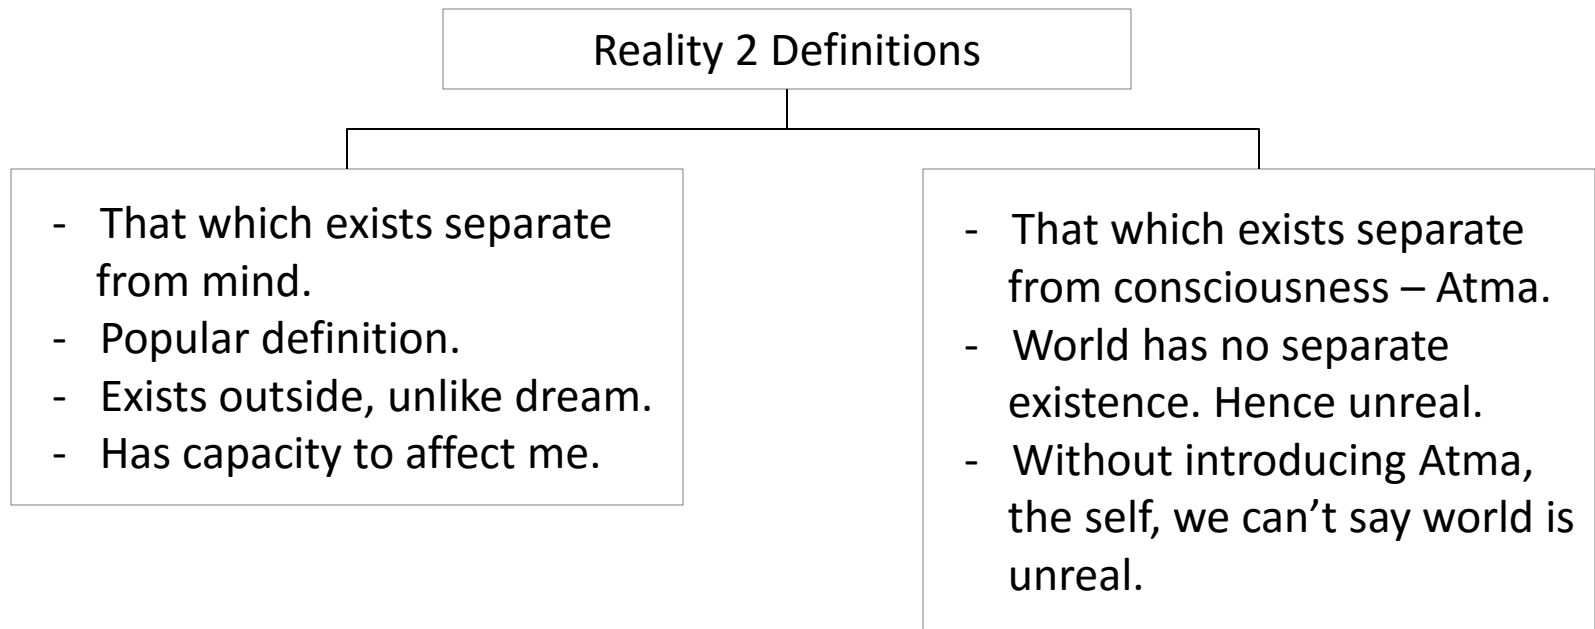 Reality 2 Definitions
- That which exists separate
from mind.
- Popular definition.
- Exists outside, unlike dream.
- Has capacity to affect me.
- That which exists separate
from consciousness – Atma.
- World has no separate
existence. Hence unreal.
- Without introducing Atma,
the self, we can’t say world is
unreal.